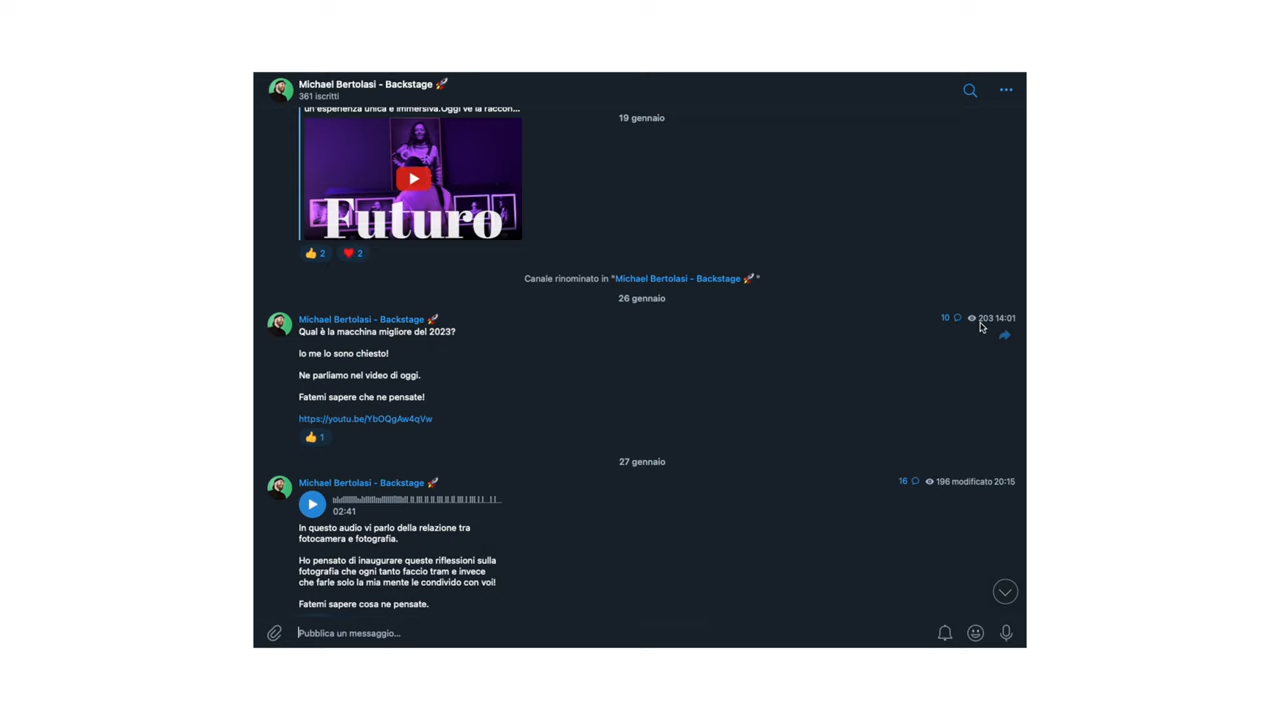 Michael Bertolasi - Backstage 🚀
361 iscritti
un'esperienza unica e immersiva.Oggi ve la raccon...
19 gennaio
Futuro
👍 2 ❤️ 2
Canale rinominato in "Michael Bertolasi - Backstage 🚀"
26 gennaio
Michael Bertolasi - Backstage 🚀
10 203 14:01
Qual è la macchina migliore del 2023?
Io me lo sono chiesto!
Ne parliamo nel video di oggi.
Fatemi sapere che ne pensate!
https://youtu.be/YbOQgAw4qVw
👍 1
27 gennaio
Michael Bertolasi - Backstage 🚀
16 196 modificato 20:15
02:41
In questo audio vi parlo della relazione tra
fotocamera e fotografia.
Ho pensato di inaugurare queste riflessioni sulla
fotografia che ogni tanto faccio tram e invece
che farle solo la mia mente le condivido con voi!
Fatemi sapere cosa ne pensate.
Pubblica un messaggio...